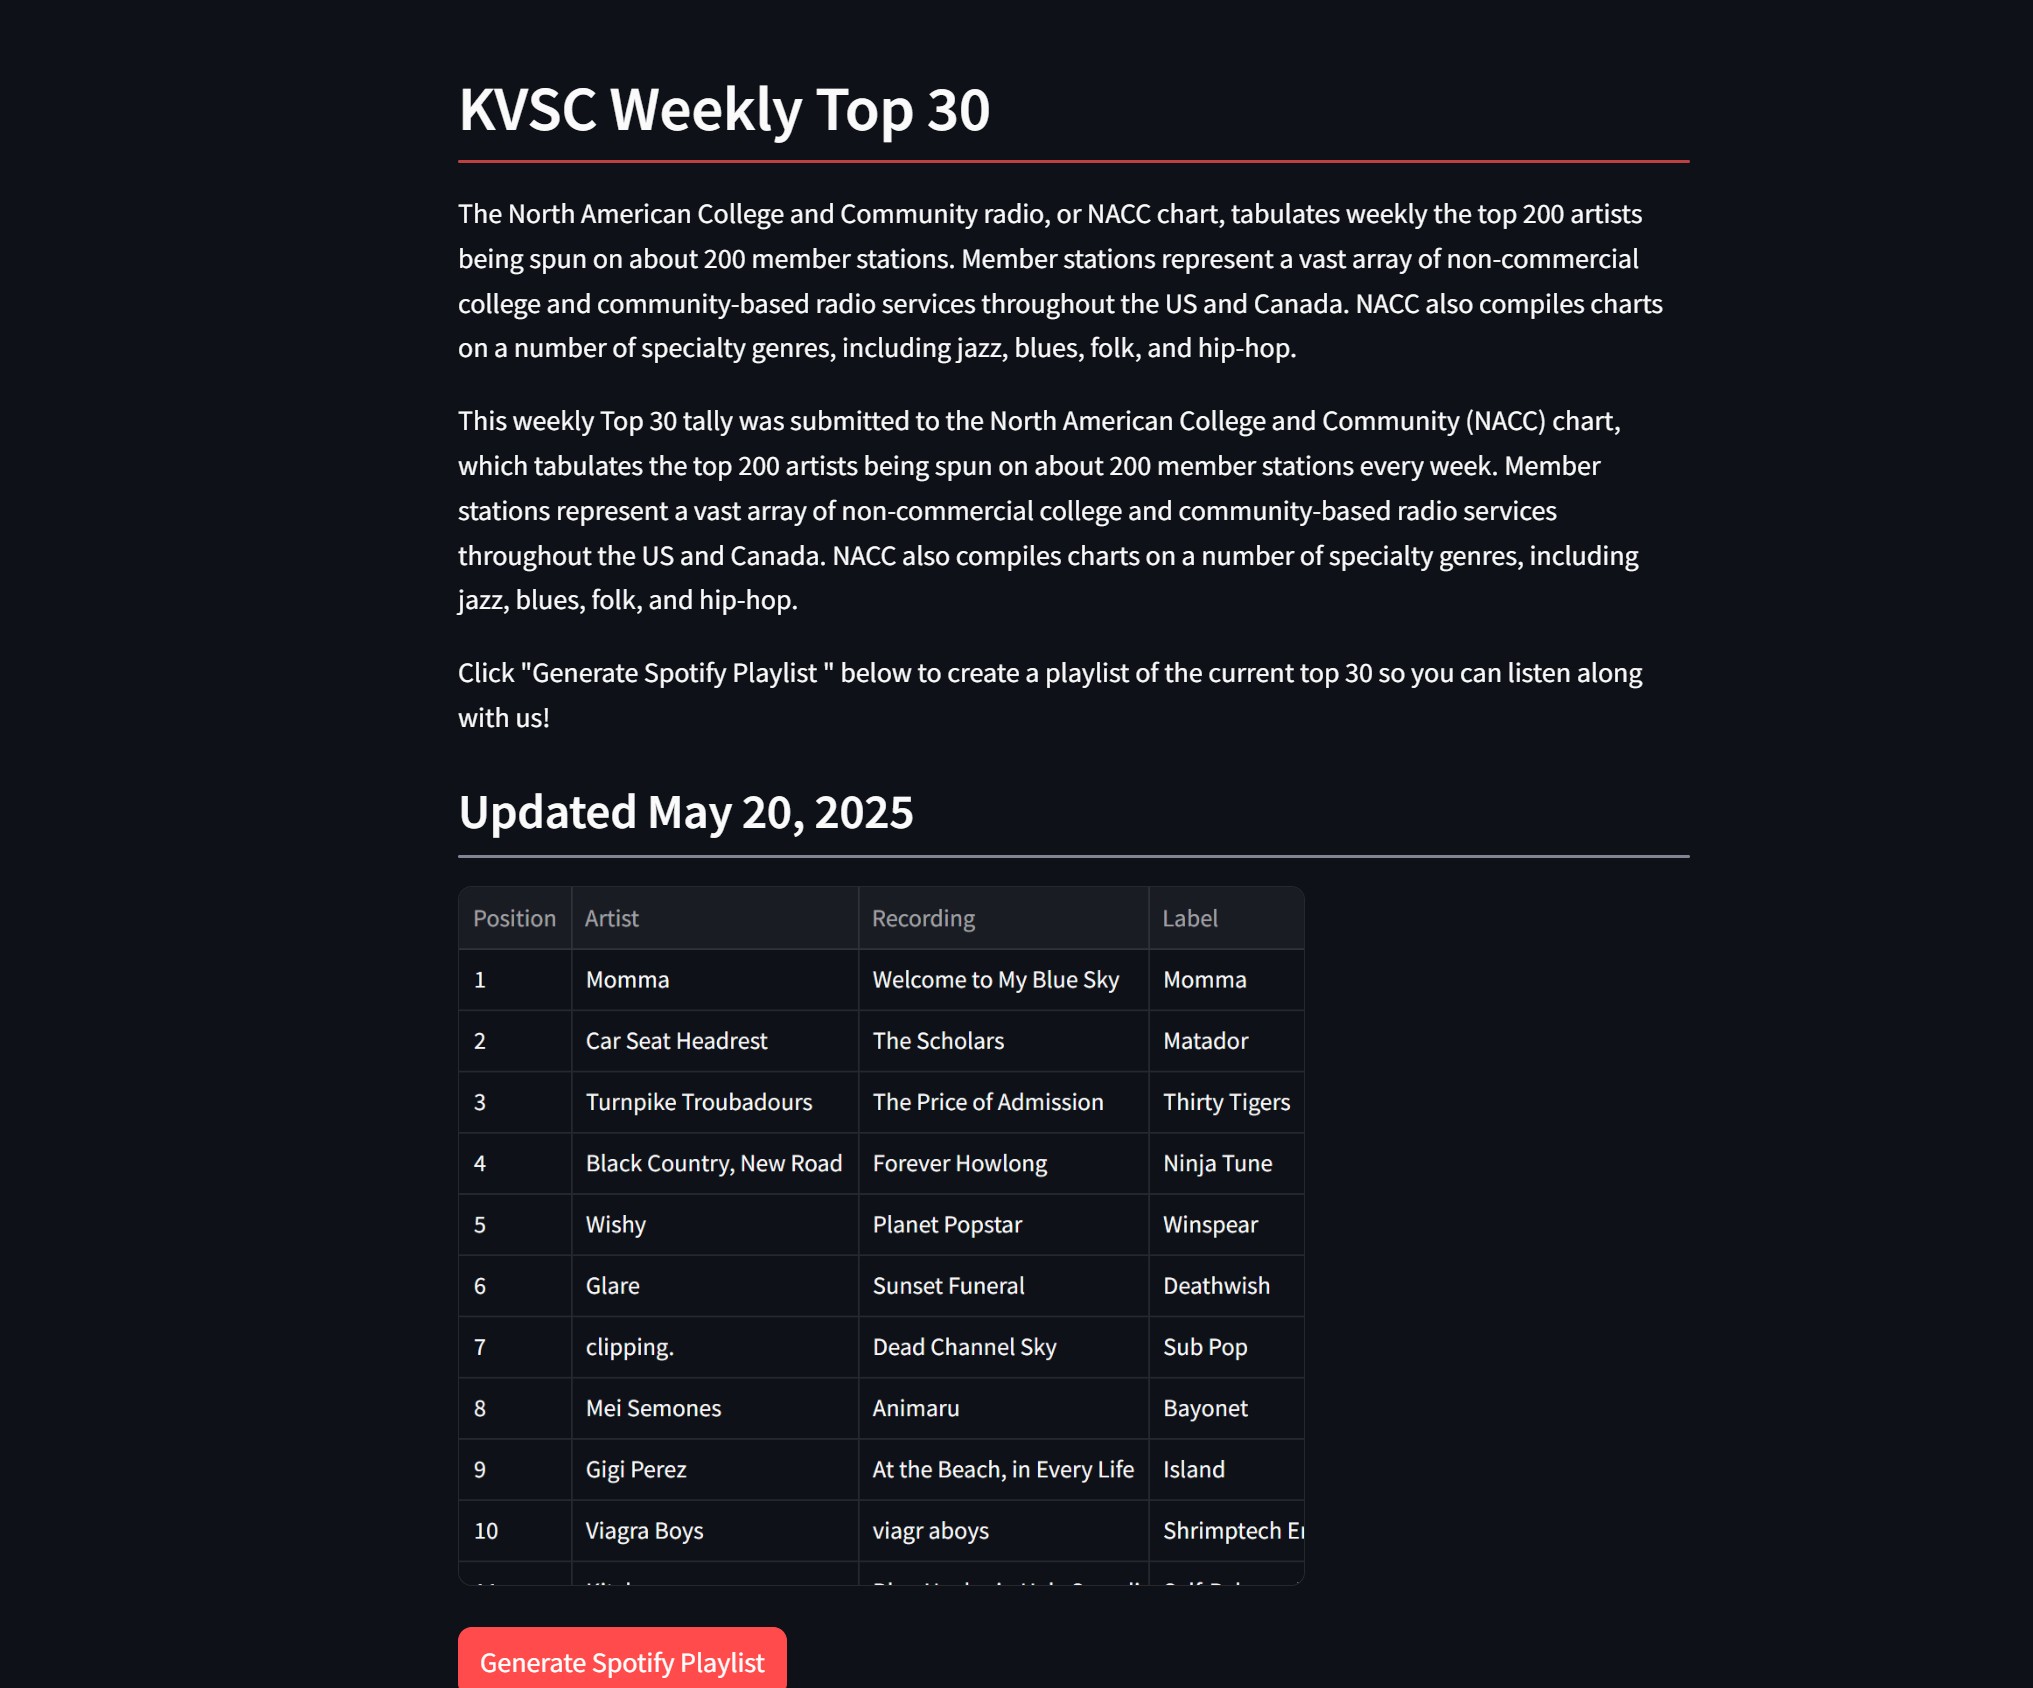 KVSC Weekly Top 30
The North American College and Community radio, or NACC chart, tabulates weekly the top 200 artists
being spun on about 200 member stations. Member stations represent a vast array of non-commercial
college and community-based radio services throughout the US and Canada. NACC also compiles charts
on a number of specialty genres, including jazz, blues, folk, and hip-hop.
This weekly Top 30 tally was submitted to the North American College and Community (NACC) chart,
which tabulates the top 200 artists being spun on about 200 member stations every week. Member
stations represent a vast array of non-commercial college and community-based radio services
throughout the US and Canada. NACC also compiles charts on a number of specialty genres, including
jazz, blues, folk, and hip-hop.
Click "Generate Spotify Playlist " below to create a playlist of the current top 30 so you can listen along
with us!
Updated May 20, 2025
Position Artist Recording Label
1 Momma Welcome to My Blue Sky Momma
2 Car Seat Headrest The Scholars Matador
3 Turnpike Troubadours The Price of Admission Thirty Tigers
4 Black Country, New Road Forever Howlong Ninja Tune
5 Wishy Planet Popstar Winspear
6 Glare Sunset Funeral Deathwish
7 clipping. Dead Channel Sky Sub Pop
8 Mei Semones Animaru Bayonet
9 Gigi Perez At the Beach, in Every Life Island
10 Viagra Boys viagr aboys Shrimptech
Generate Spotify Playlist